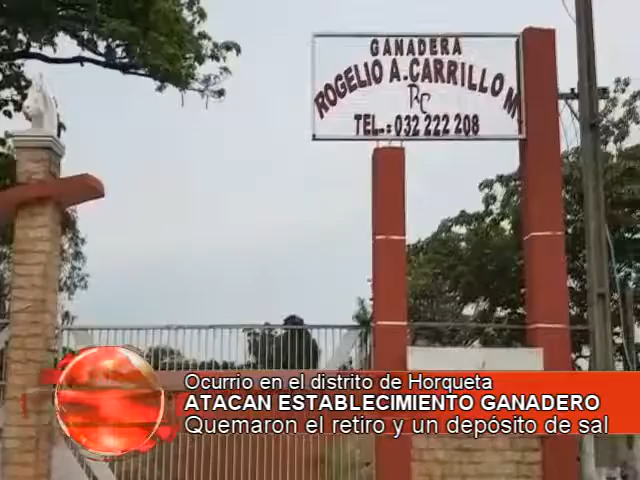 GANADERA
ROGELIO A. CARRILLO M
RC
TEL.: 032 222 208
Ocurrio en el distrito de Horqueta
ATACAN ESTABLECIMIENTO GANADERO
Quemaron el retiro y un depósito de sal